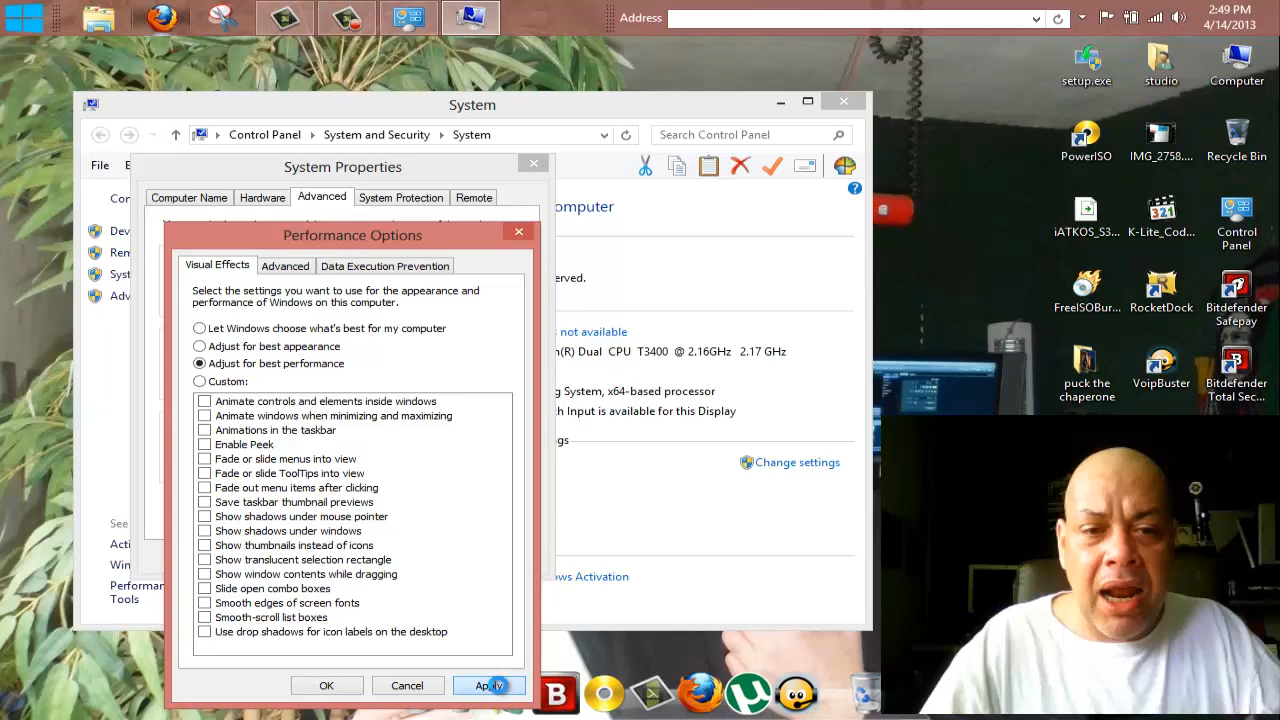 Address
2:49 PM
4/14/2013
setup.exe
studio
Computer
System
Control Panel
System and Security
System
Search Control Panel
PowerISO
IMG_2758....
Recycle Bin
File
System Properties
Computer Name
Hardware
Advanced
System Protection
Remote
omputer
iATKOS_S3...
K-Lite_Cod...
Control
Panel
Performance Options
Visual Effects
Advanced
Data Execution Prevention
erved.
Select the settings you want to use for the appearance and
performance of Windows on this computer.
FreeISOBur...
RocketDock
Bitdefender
Safepay
Let Windows choose what's best for my computer
s not available
Adjust for best appearance
n(R) Dual CPU T3400 @ 2.16GHz 2.17 GHz
Adjust for best performance
Custom:
puck the
chaperone
VoipBuster
Bitdefender
Total Sec...
ng System, x64-based processor
Animate controls and elements inside windows
ch Input is available for this Display
Animate windows when minimizing and maximizing
Animations in the taskbar
Enable Peek
gs
Fade or slide menus into view
Change settings
Fade or slide ToolTips into view
Fade out menu items after clicking
Save taskbar thumbnail previews
Show shadows under mouse pointer
See
Show shadows under windows
Show thumbnails instead of icons
Show translucent selection rectangle
Show window contents while dragging
ows Activation
Slide open combo boxes
Performan
Tools
Smooth edges of screen fonts
Smooth-scroll list boxes
Use drop shadows for icon labels on the desktop
OK
Cancel
Apply